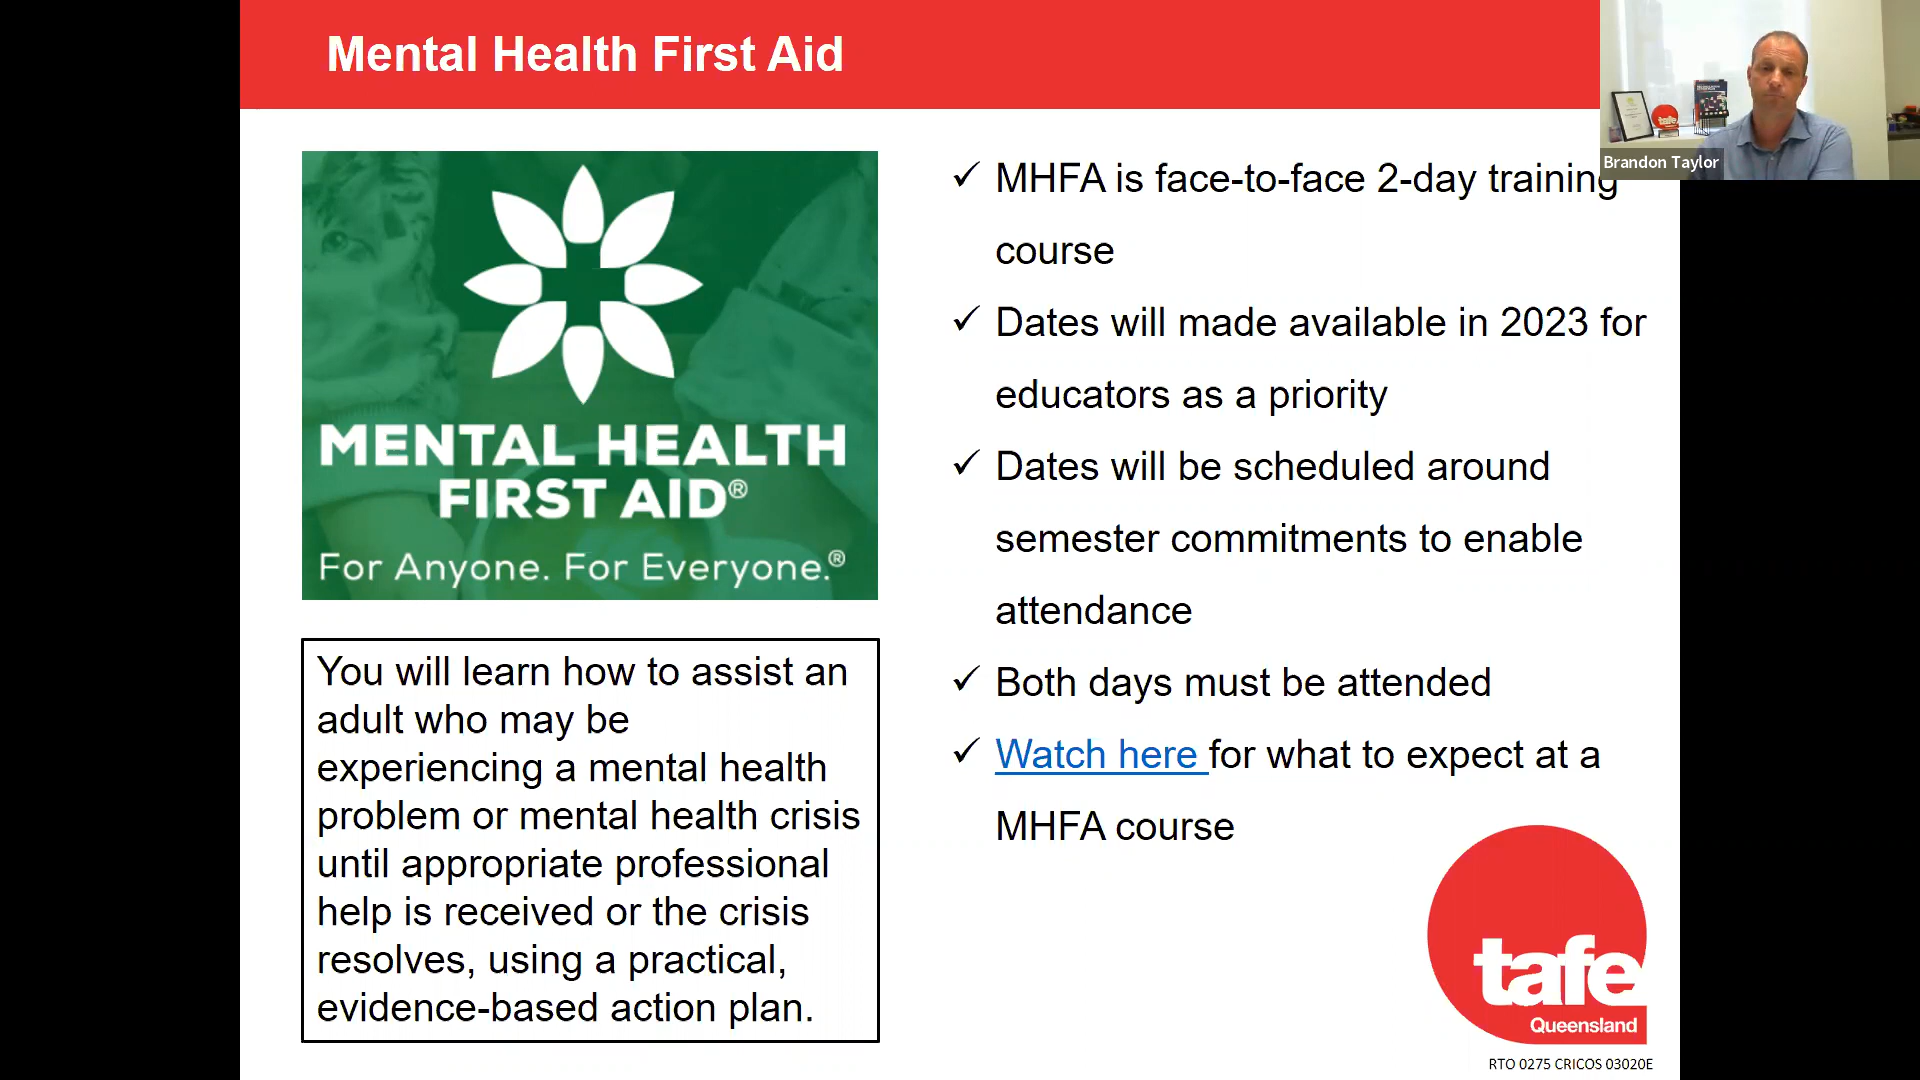 Mental Health First Aid
MENTAL HEALTH
FIRST AID®
For Anyone. For Everyone.®
You will learn how to assist an
adult who may be
experiencing a mental health
problem or mental health crisis
until appropriate professional
help is received or the crisis
resolves, using a practical,
evidence-based action plan.
✓ MHFA is face-to-face 2-day training
course
✓ Dates will made available in 2023 for
educators as a priority
✓ Dates will be scheduled around
semester commitments to enable
attendance
✓ Both days must be attended
✓ Watch here for what to expect at a
MHFA course
tafe
Queensland
RTO 0275 CRICOS 03020E
tafe
Brandon Taylor